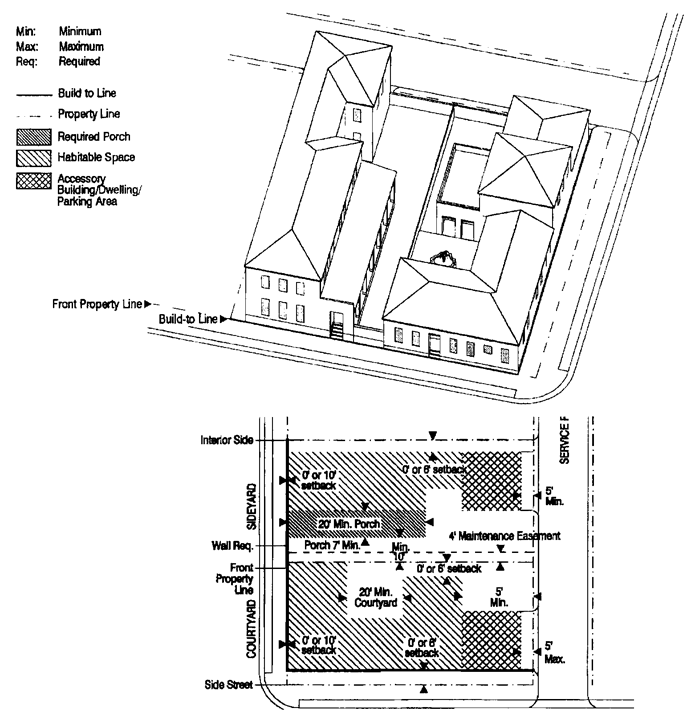 Min: Minimum
Max: Maximum
Req: Required
Build to Line
Property Line
Required Porch
Habitable Space
Accessory
Building/Dwelling/
Parking Area
Front Property Line
Build-to Line
Interior Side
SERVICE
0' or 6' setback
0' or 10'
setback
5'
Min.
SIDEYARD
20' Min. Porch
4' Maintenance Easement
Wall Req.
Porch 7' Min.
Min.
10'
Front
Property
Line
0' or 6' setback
20' Min.
Courtyard
5'
Min.
COURTYARD
0' or 10'
setback
0' or 6'
setback
5'
Max.
Side Street